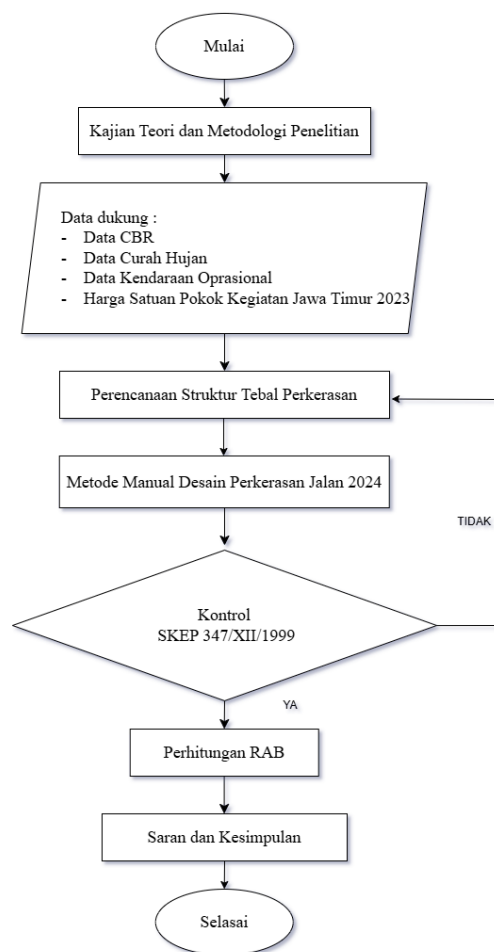 Mulai
Kajian Teori dan Metodologi Penelitian
Data dukung :
- Data CBR
- Data Curah Hujan
- Data Kendaraan Oprasional
- Harga Satuan Pokok Kegiatan Jawa Timur 2023
Perencanaan Struktur Tebal Perkerasan
Metode Manual Desain Perkerasan Jalan 2024
TIDAK
Kontrol
SKEP 347/XII/1999
YA
Perhitungan RAB
Saran dan Kesimpulan
Selasai